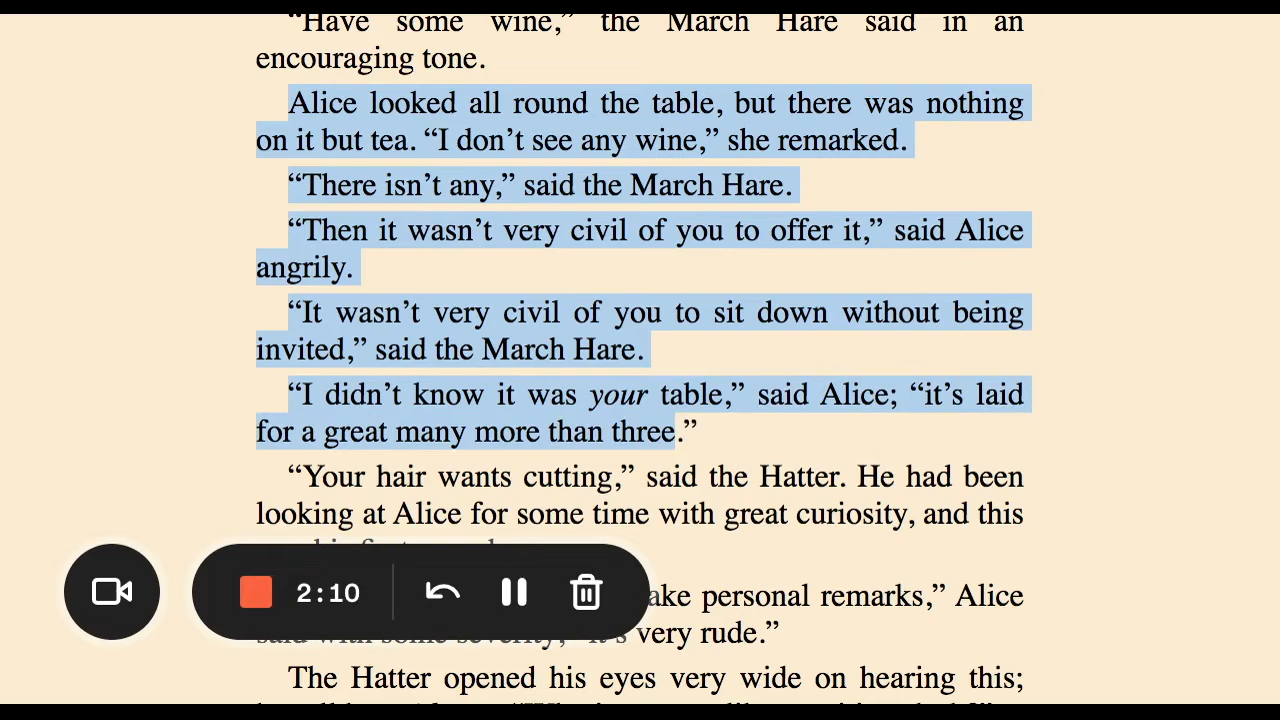 “Have some wine,” the March Hare said in an
encouraging tone.
Alice looked all round the table, but there was nothing
on it but tea. “I don’t see any wine,” she remarked.
“There isn’t any,” said the March Hare.
“Then it wasn’t very civil of you to offer it,” said Alice
angrily.
“It wasn’t very civil of you to sit down without being
invited,” said the March Hare.
“I didn’t know it was your table,” said Alice; “it’s laid
for a great many more than three.”
“Your hair wants cutting,” said the Hatter. He had been
looking at Alice for some time with great curiosity, and this
2:10
personal remarks,” Alice
said with some severity; “it’s very rude.”
The Hatter opened his eyes very wide on hearing this;